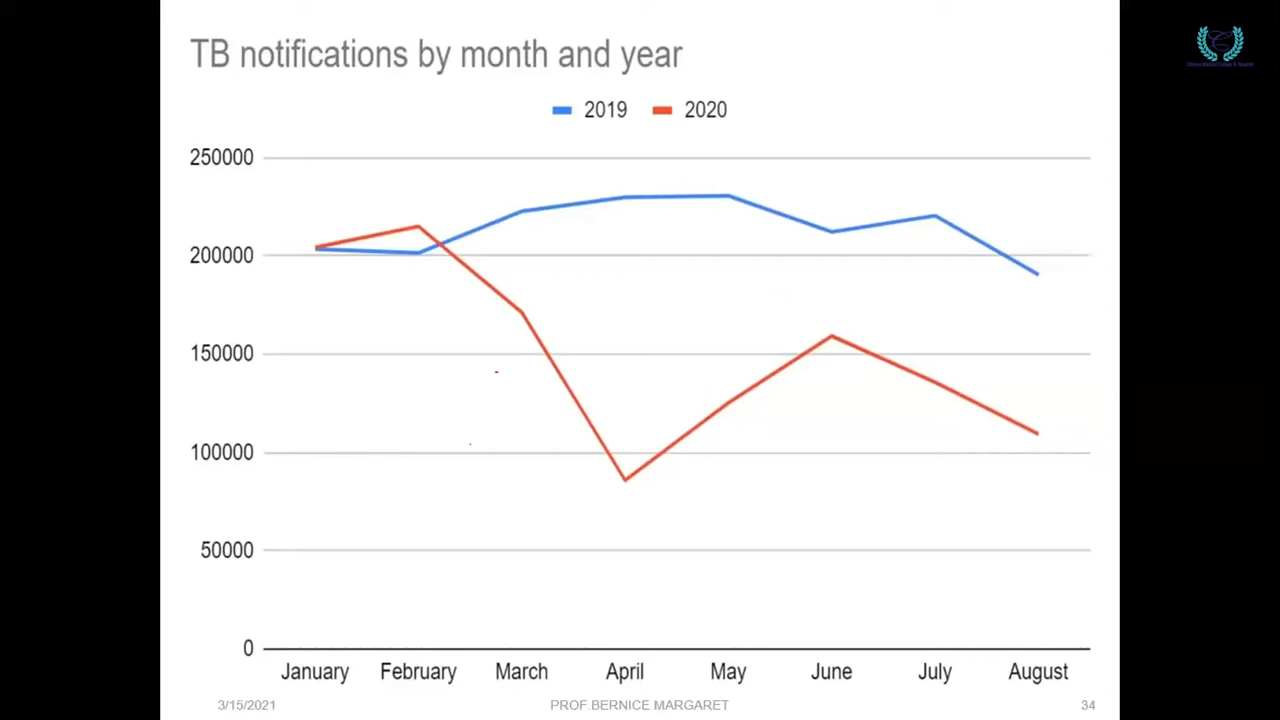 TB notifications by month and year
2019 2020
250000
200000
150000
100000
50000
0
January February March April May June July August
3/15/2021 PROF.BERNICE MARGARET 34